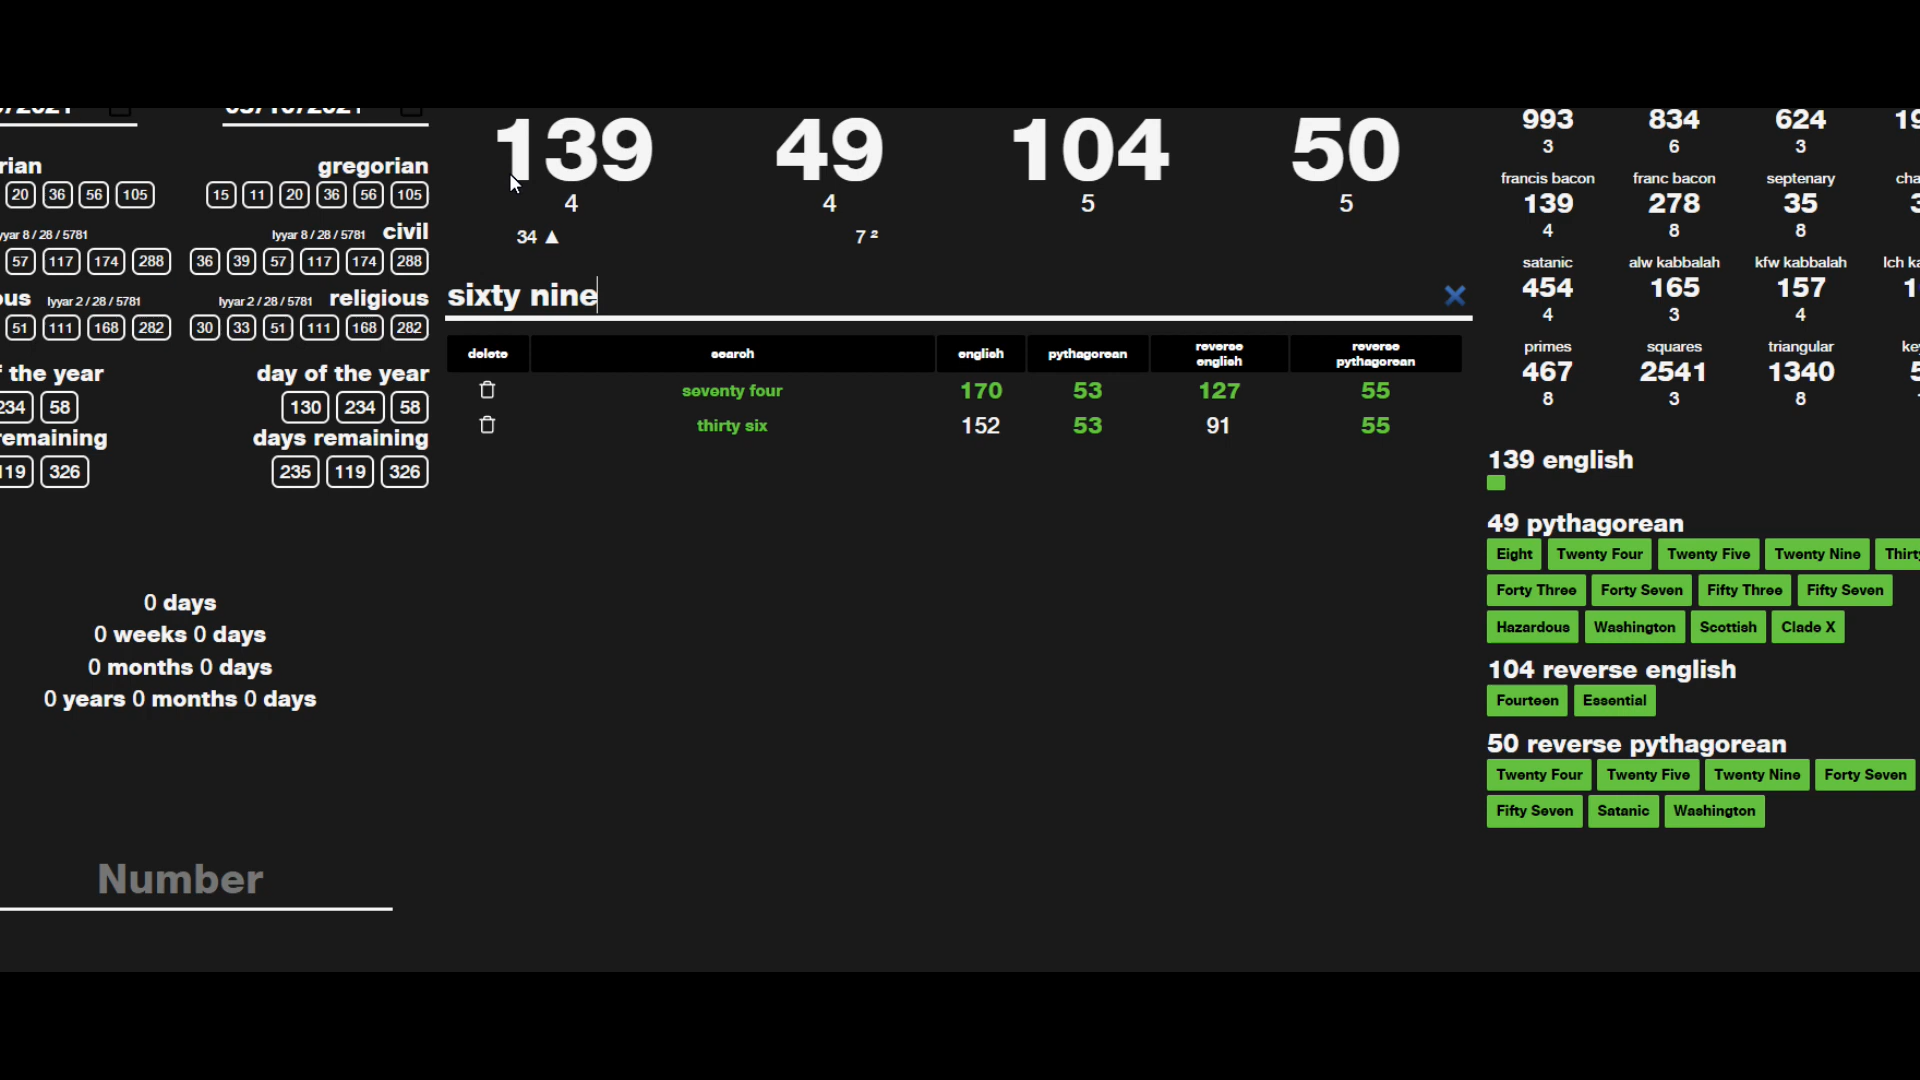 gregorian
20 36 56 105
15 11 20 36 56 105
8 / 28 / 5781
Iyyar 8 / 28 / 5781 civil
57 117 174 288
36 39 57 117 174 288
Iyyar 2 / 28 / 5781
Iyyar 2 / 28 / 5781 religious
51 111 168 282
30 33 51 111 168 282
the year
day of the year
234 58
130 234 58
remaining
days remaining
119 326
235 119 326
0 days
0 weeks 0 days
0 months 0 days
0 years 0 months 0 days
Number
139 49 104 50
4 4 5 5
34 ▲ 7 ²
sixty nine
delete search english pythagorean reverse english reverse pythagorean
seventy four 170 53 127 55
thirty six 152 53 91 55
993 834 624
3 6 3
francis bacon franc bacon septenary
139 278 35
4 8 8
satanic alw kabbalah kfw kabbalah
454 165 157
4 3 4
primes squares triangular
467 2541 1340
8 3 8
139 english
49 pythagorean
Eight Twenty Four Twenty Five Twenty Nine
Forty Three Forty Seven Fifty Three Fifty Seven
Hazardous Washington Scottish Clade X
104 reverse english
Fourteen Essential
50 reverse pythagorean
Twenty Four Twenty Five Twenty Nine Forty Seven
Fifty Seven Satanic Washington